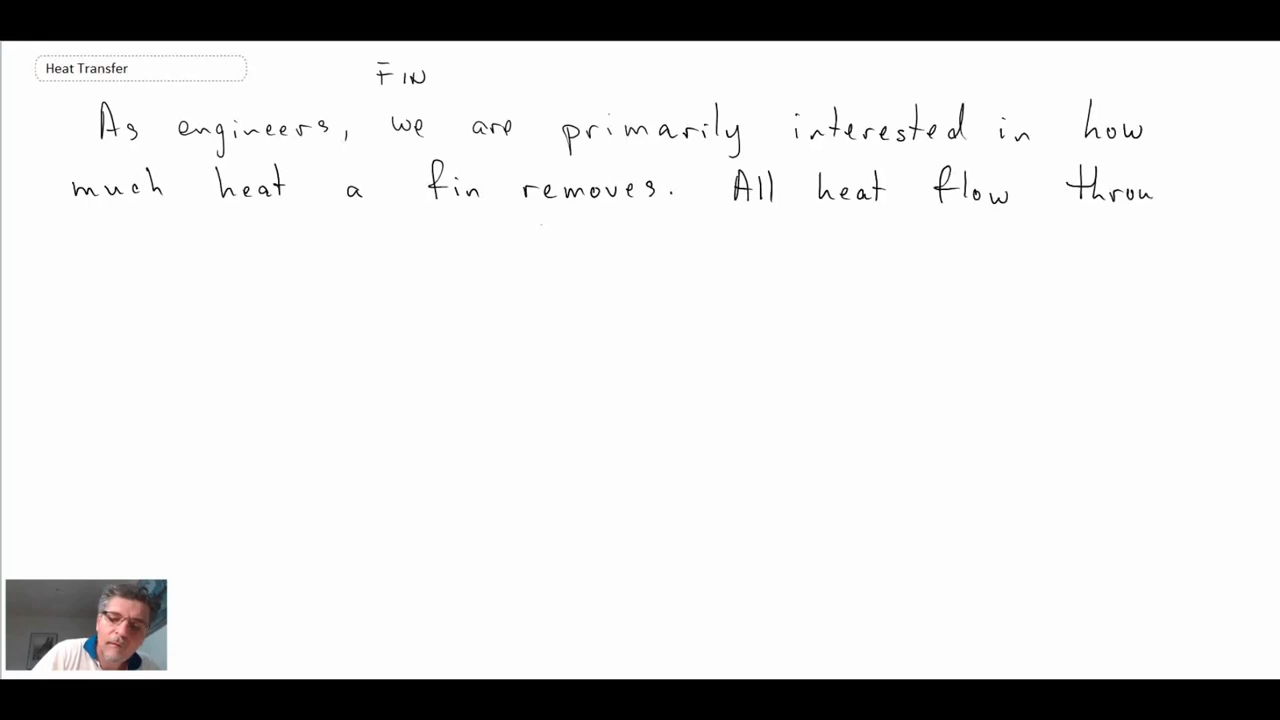 Heat Transfer
FIN
As engineers, we are primarily interested in how
much heat a fin removes. All heat flow throu